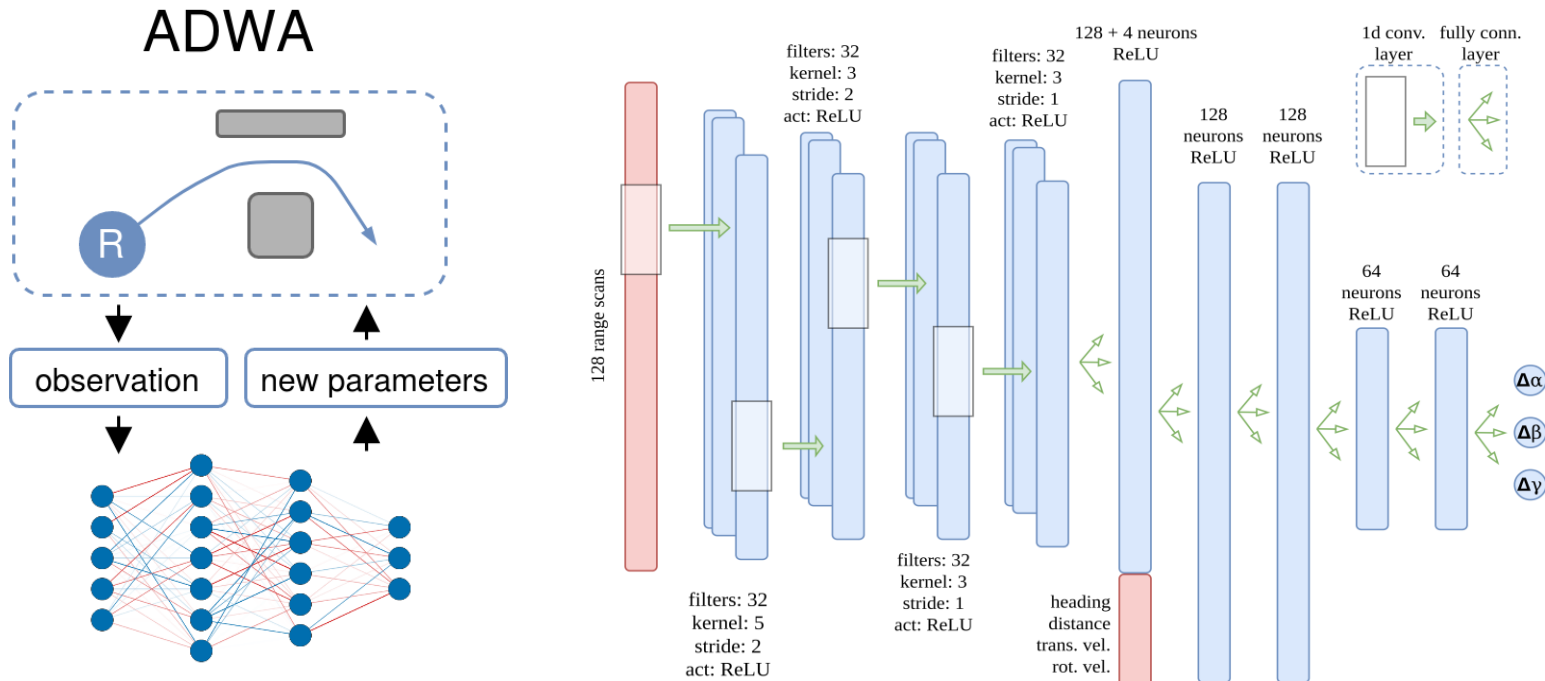 ADWA
R
observation
new parameters
128 range scans
filters: 32
kernel: 5
stride: 2
act: ReLU
filters: 32
kernel: 3
stride: 2
act: ReLU
filters: 32
kernel: 3
stride: 1
act: ReLU
filters: 32
kernel: 3
stride: 1
act: ReLU
128 + 4 neurons
ReLU
heading
distance
trans. vel.
rot. vel.
128
neurons
ReLU
128
neurons
ReLU
1d conv.
layer
fully conn.
layer
64
neurons
ReLU
64
neurons
ReLU
Δα
Δβ
Δγ